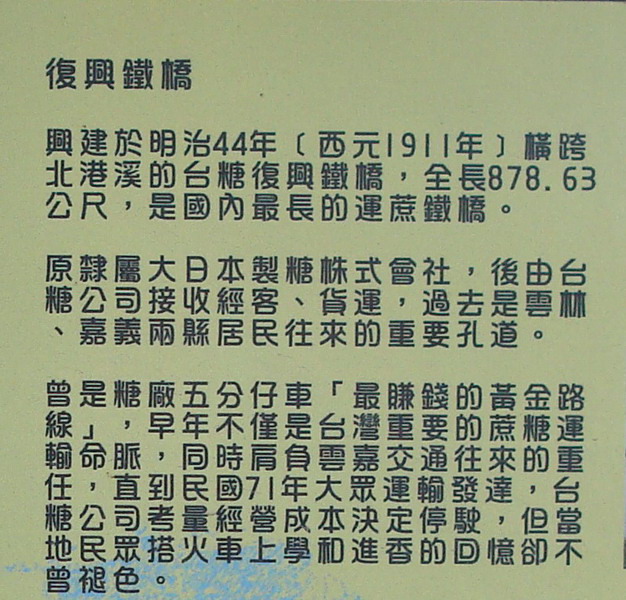 復興鐵橋
興建於明治44年﹝西元1911年﹞橫跨
北港溪的台糖復興鐵橋，全長878.63
公尺，是國內最長的運蔗鐵橋。
原隸屬大日本製糖株式會社，後由台
糖公司接收經客、貨運，過去是雲林
、嘉義兩縣居民往來的重要孔道。
曾是糖廠五分仔車「最賺錢的黃金路
線」，早年不僅是台灣重要的蔗糖運
輸命脈，同時肩負雲嘉交通往來的重
任，直到民國71年大眾運輸發達，台
糖公司考量經營成本決定停駛，但當
地民眾搭火車上學和進香的回憶卻不
曾褪色。